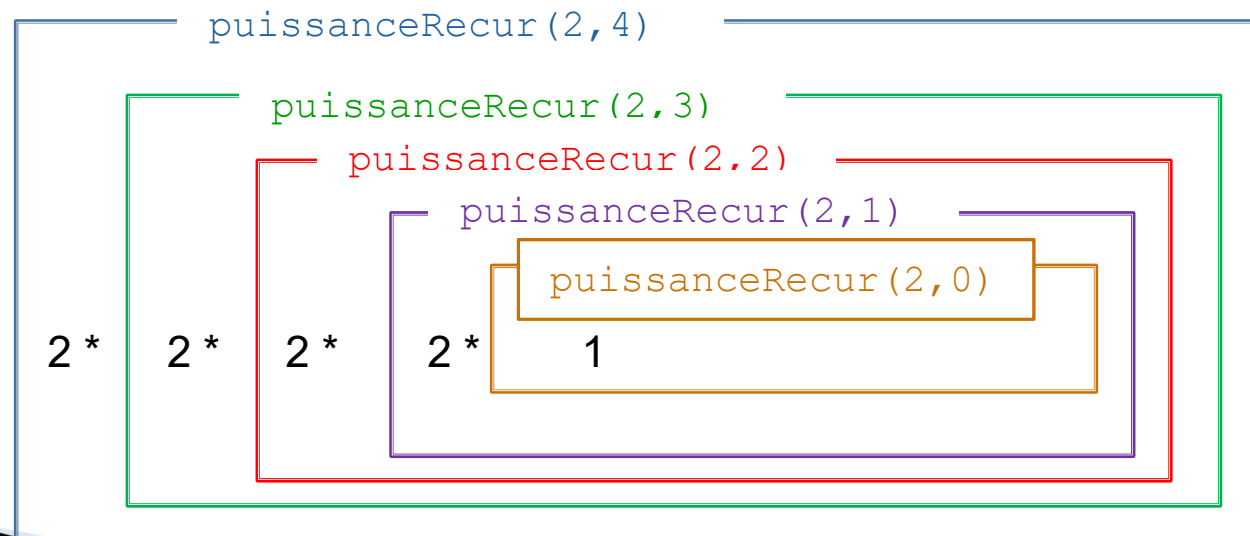 puissanceRecur(2,4)
puissanceRecur(2,3)
puissanceRecur(2,2)
puissanceRecur(2,1)
puissanceRecur(2,0)
2 * 2 * 2 * 2 * 1